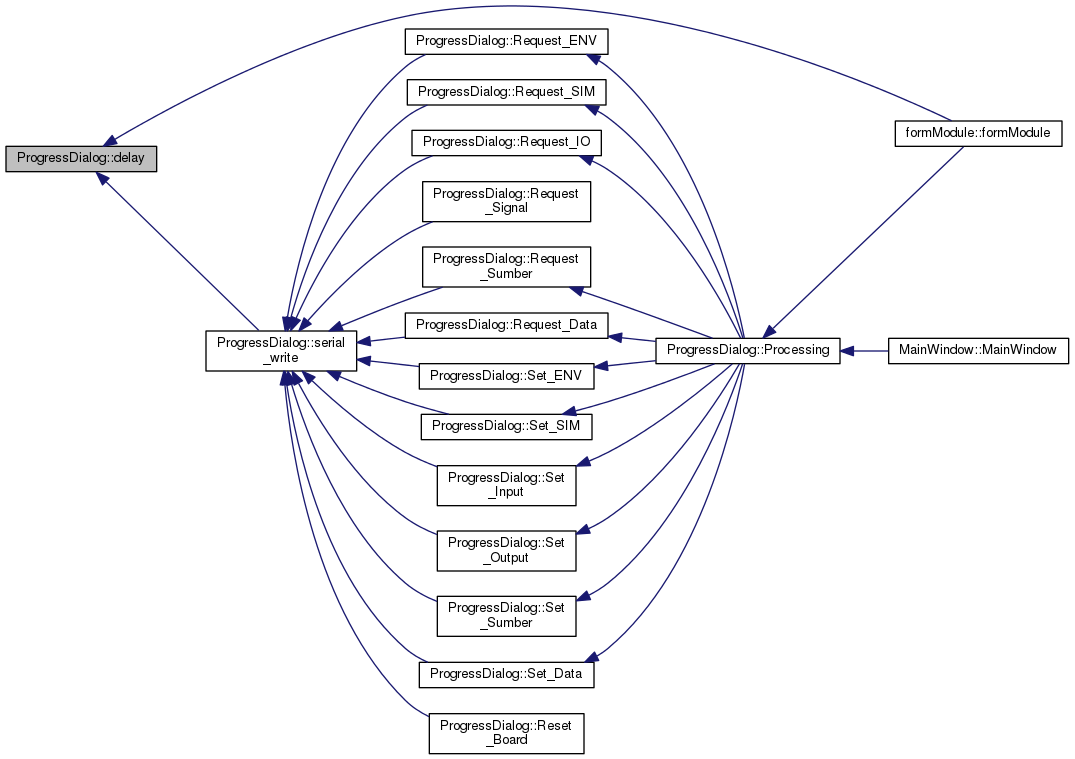 ProgressDialog::delay
ProgressDialog::serial
_write
ProgressDialog::Request_ENV
ProgressDialog::Request_SIM
ProgressDialog::Request_IO
ProgressDialog::Request
_Signal
ProgressDialog::Request
_Sumber
ProgressDialog::Request_Data
ProgressDialog::Set_ENV
ProgressDialog::Set_SIM
ProgressDialog::Set
_Input
ProgressDialog::Set
_Output
ProgressDialog::Set
_Sumber
ProgressDialog::Set_Data
ProgressDialog::Reset
_Board
ProgressDialog::Processing
formModule::formModule
MainWindow::MainWindow